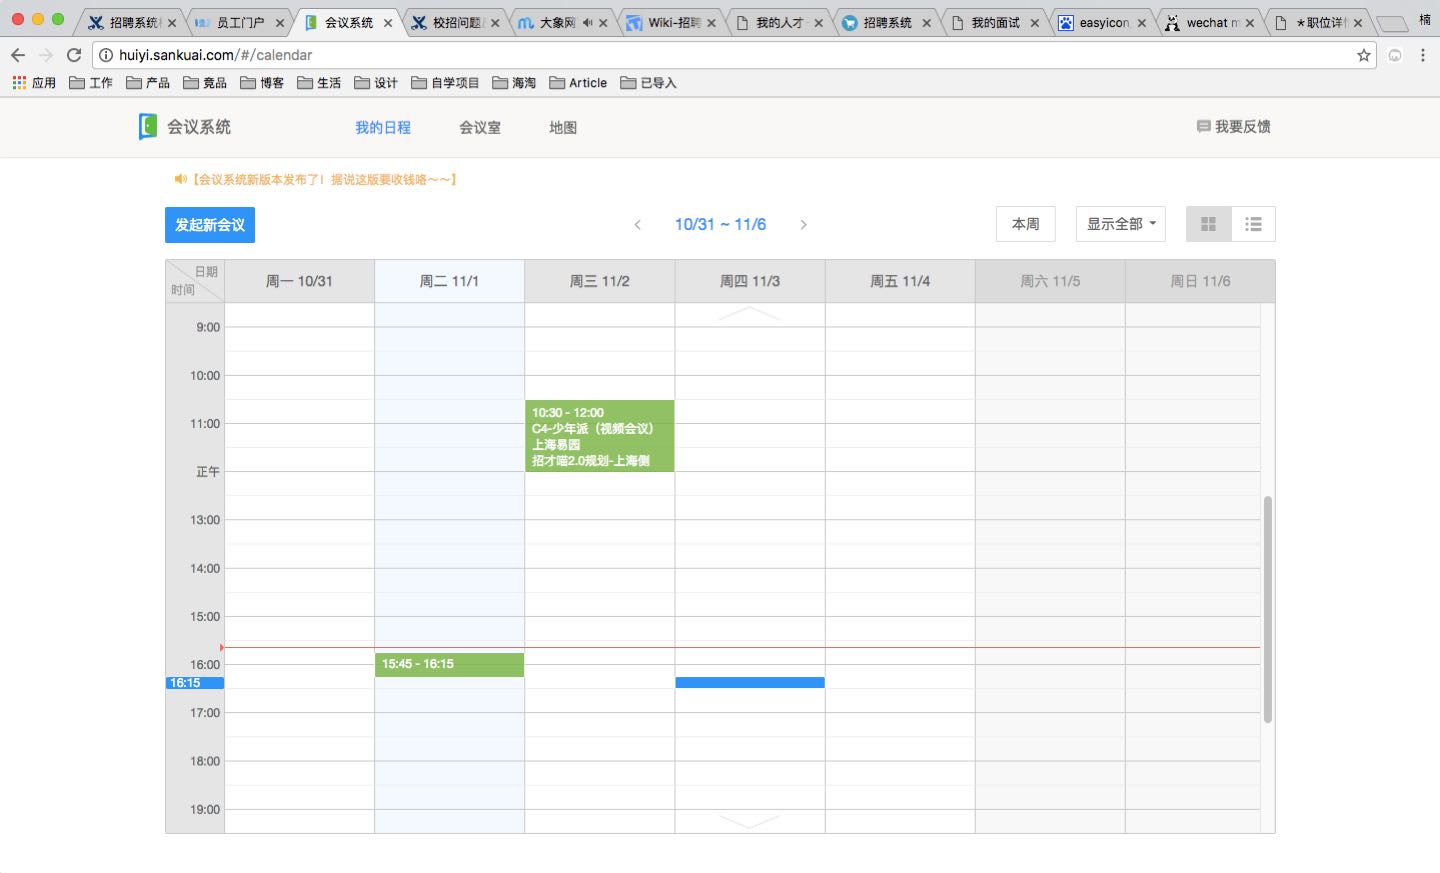 招聘系统
员工门户
会议系统
校招问题
大象网
Wiki-招聘
我的人才
招聘系统
我的面试
easyicon
wechat m
*职位详情
楠
huiyi.sankuai.com/#/calendar
应用 工作 产品 竞品 博客 生活 设计 自学项目 海淘 Article 已导入
会议系统 我的日程 会议室 地图 我要反馈
【会议系统新版本发布了！据说这版要收钱咯～～】
发起新会议 < 10/31 ~ 11/6 > 本周 显示全部
日期
时间
周一 10/31 周二 11/1 周三 11/2 周四 11/3 周五 11/4 周六 11/5 周日 11/6
9:00
10:00
10:30 - 12:00
11:00
C4-少年派（视频会议）
上海易园
招才喵2.0规划-上海侧
正午
13:00
14:00
15:00
16:00
15:45 - 16:15
16:15
17:00
18:00
19:00